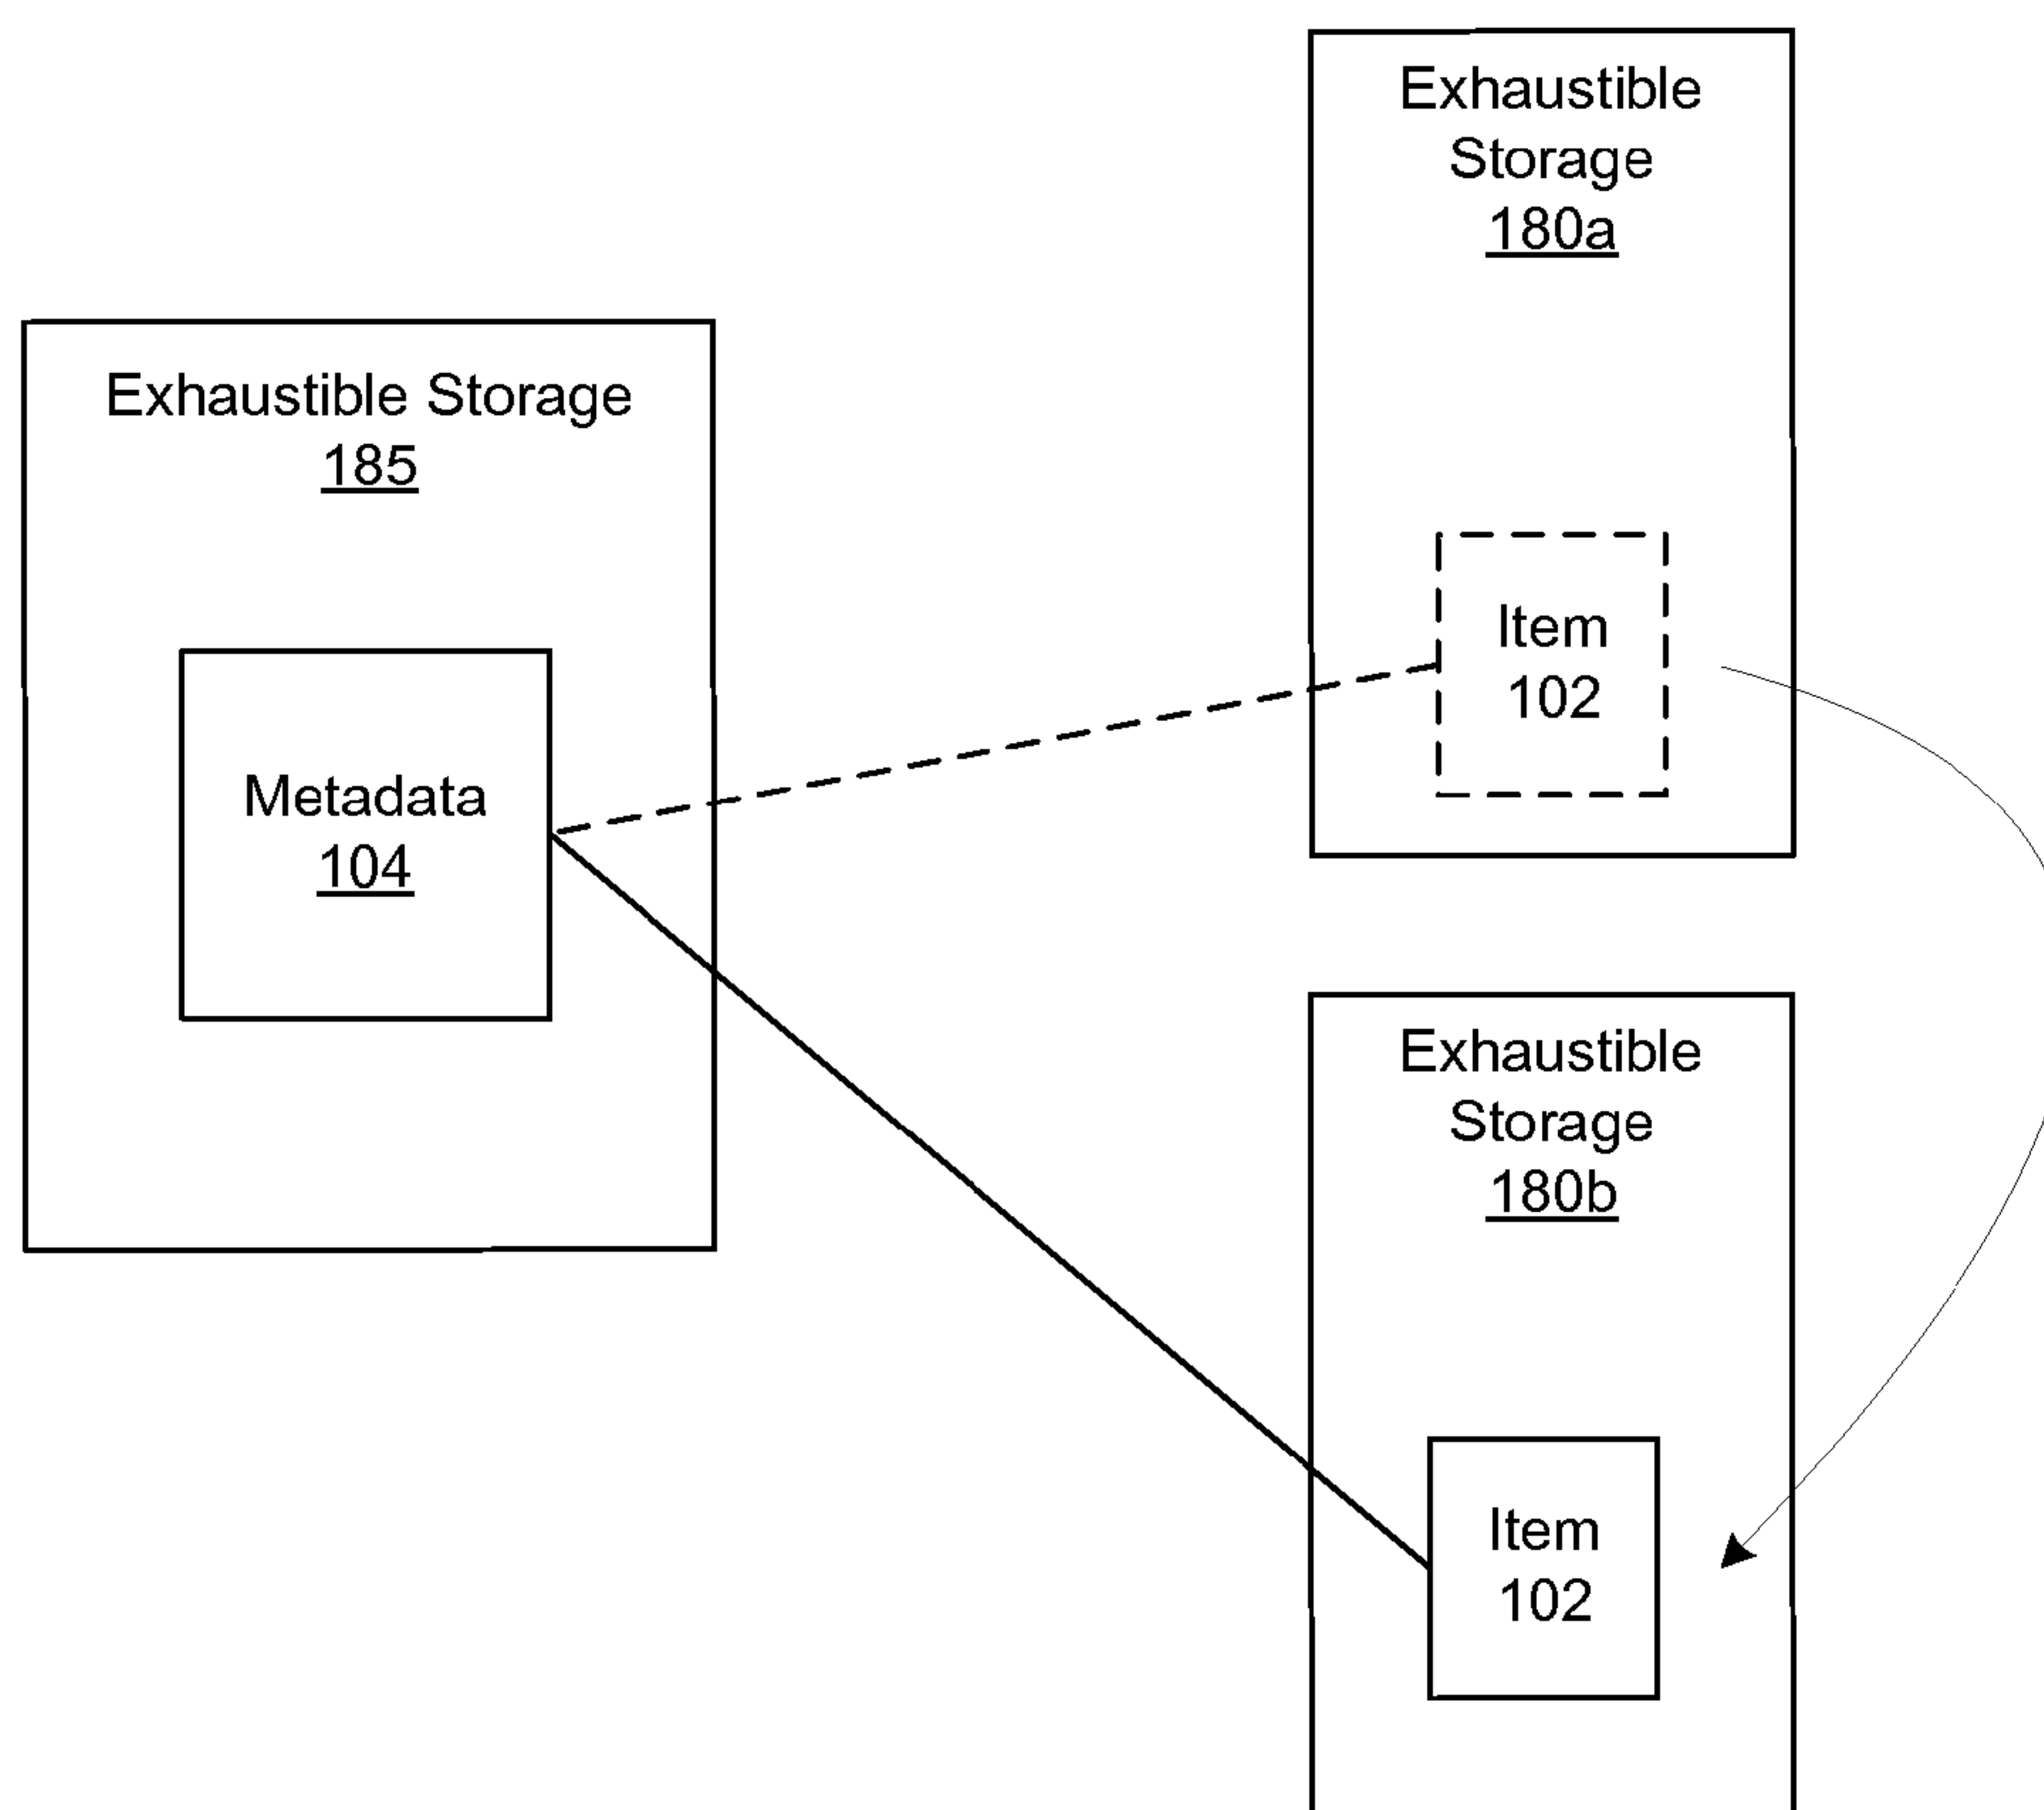 Exhaustible Storage
185
Metadata
104
Exhaustible
Storage
180a
Item
102
Exhaustible
Storage
180b
Item
102